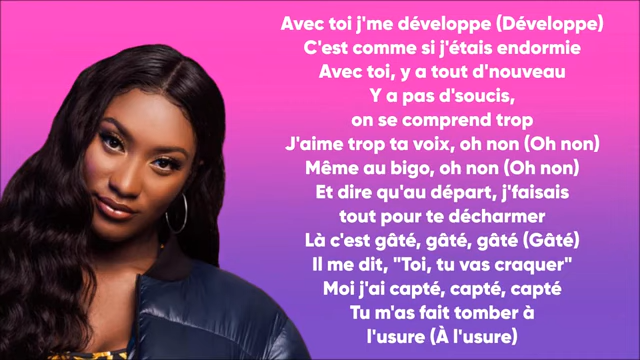 Avec toi j'me développe (Développe)
C'est comme si j'étais endormie
Avec toi, y a tout d'nouveau
Y a pas d'soucis,
on se comprend trop
J'aime trop ta voix, oh non (Oh non)
Même au bigo, oh non (Oh non)
Et dire qu'au départ, j'faisais
tout pour te décharmer
Là c'est gâté, gâté, gâté (Gâté)
Il me dit, "Toi, tu vas craquer"
Moi j'ai capté, capté, capté
Tu m'as fait tomber à
l'usure (À l'usure)